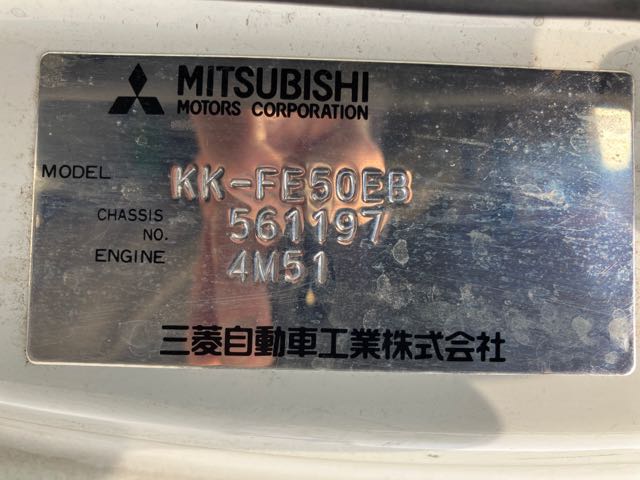 MITSUBISHI
MOTORS CORPORATION
MODEL KK-FE50EB
CHASSIS NO. 561197
ENGINE 4M51
三菱自動車工業株式会社